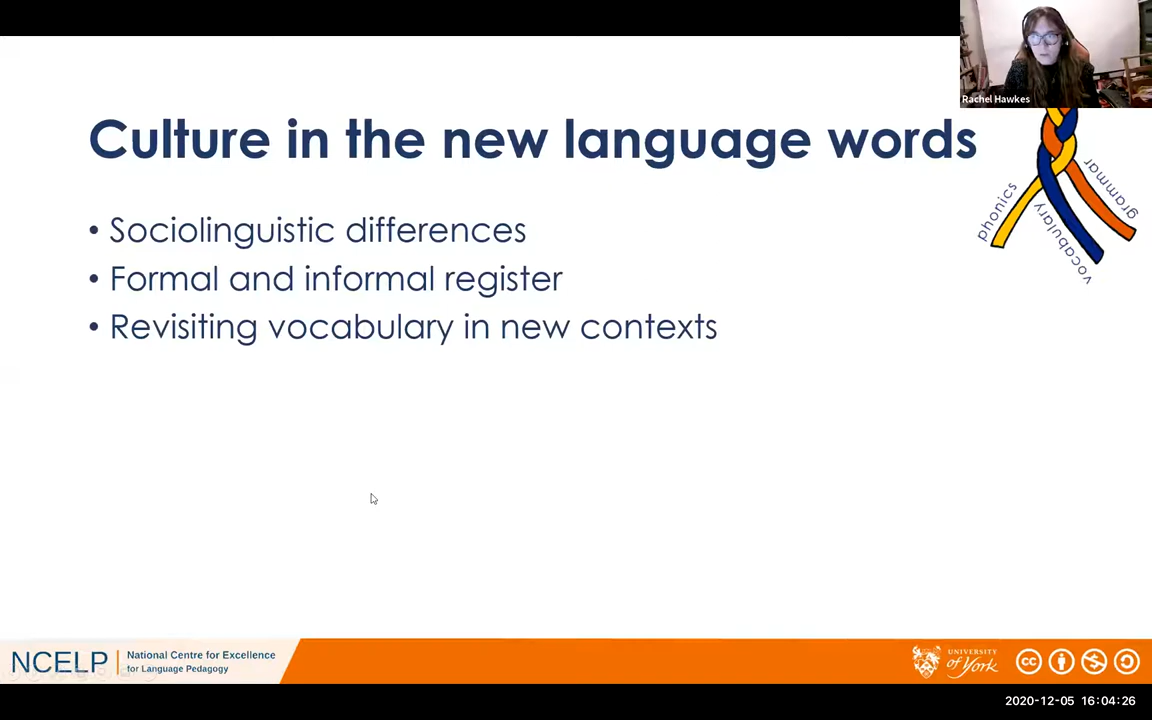 Rachel Hawkes
Culture in the new language words
• Sociolinguistic differences
• Formal and informal register
• Revisiting vocabulary in new contexts
phonics
vocabulary
grammar
NCELP
National Centre for Excellence
for Language Pedagogy
UNIVERSITY
of York
cc
2020-12-05 16:04:26